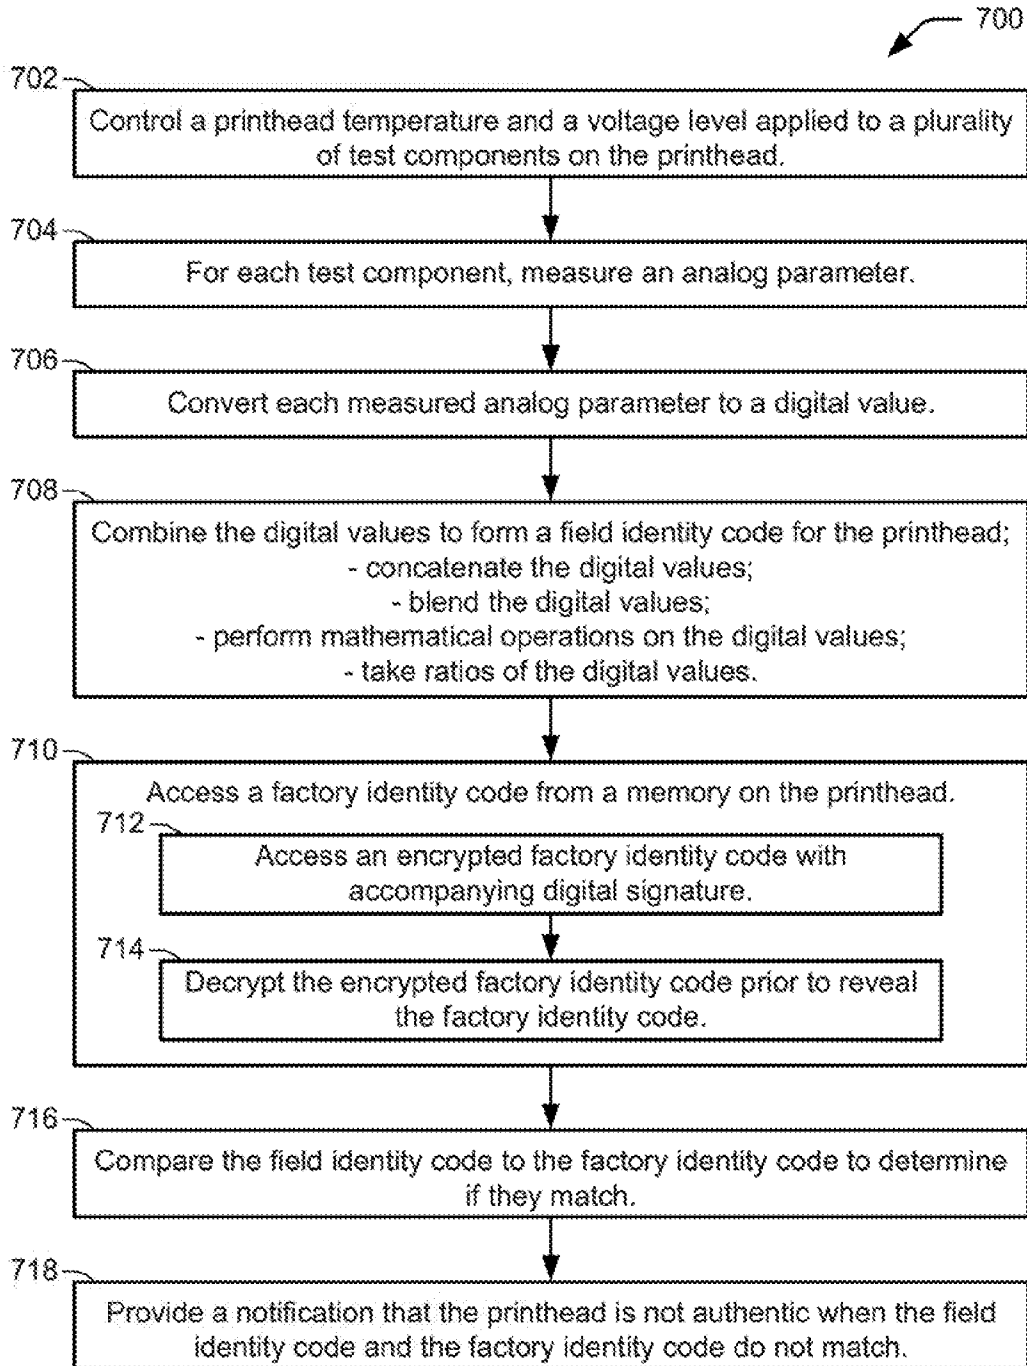 700
702
Control a printhead temperature and a voltage level applied to a plurality
of test components on the printhead.
704
For each test component, measure an analog parameter.
706
Convert each measured analog parameter to a digital value.
708
Combine the digital values to form a field identity code for the printhead;
- concatenate the digital values;
- blend the digital values;
- perform mathematical operations on the digital values;
- take ratios of the digital values.
710
Access a factory identity code from a memory on the printhead.
712
Access an encrypted factory identity code with
accompanying digital signature.
714
Decrypt the encrypted factory identity code prior to reveal
the factory identity code.
716
Compare the field identity code to the factory identity code to determine
if they match.
718
Provide a notification that the printhead is not authentic when the field
identity code and the factory identity code do not match.